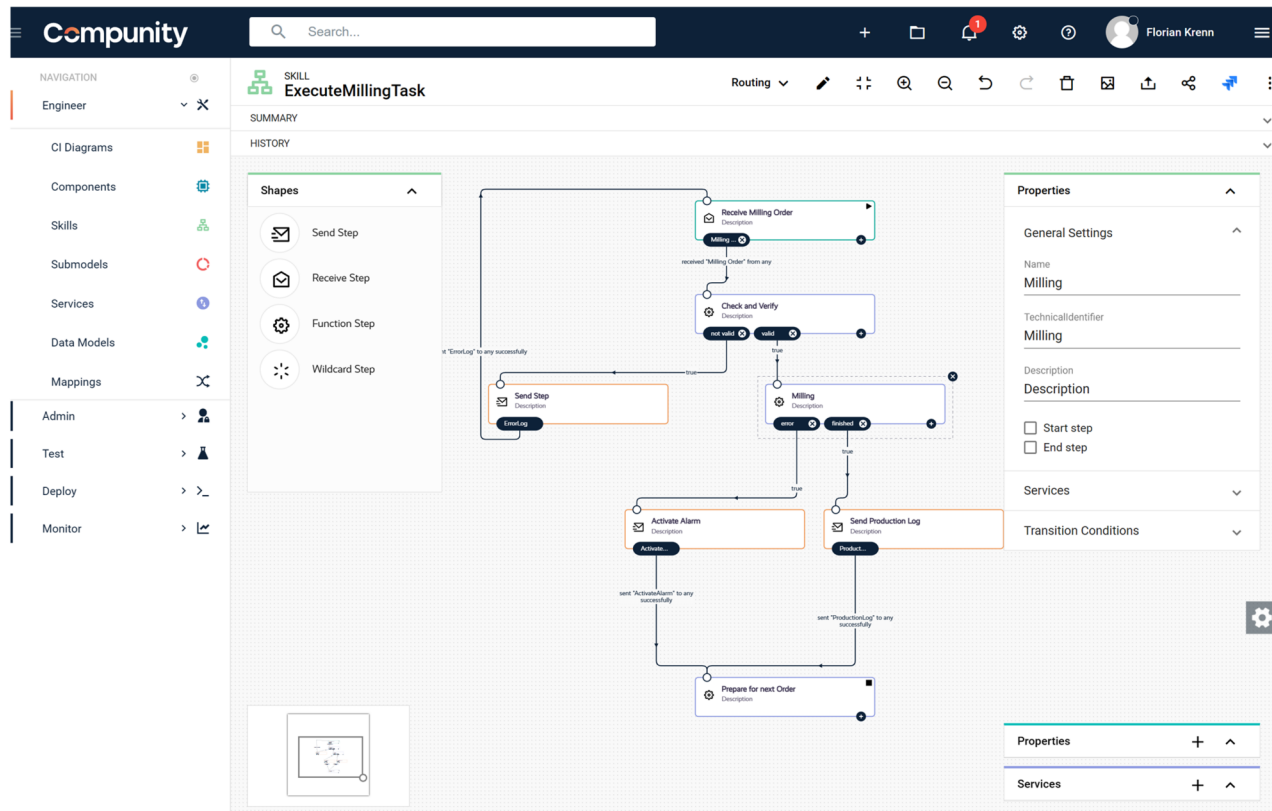 Compunity
Search...
1
Florian Krenn
NAVIGATION
Engineer
CI Diagrams
Components
Skills
Submodels
Services
Data Models
Mappings
Admin
Test
Deploy
Monitor
SKILL
ExecuteMillingTask
Routing
SUMMARY
HISTORY
Shapes
Send Step
Receive Step
Function Step
Wildcard Step
Receive Milling Order
Description
Milling ...
received "Milling Order" from any
Check and Verify
Description
not valid
valid
true
true
nt "ErrorLog" to any successfully
Send Step
Description
ErrorLog
Milling
Description
error
finished
true
true
Activate Alarm
Description
Activate...
Send Production Log
Description
Product...
sent "ActivateAlarm" to any
successfully
sent "ProductionLog" to any
successfully
Prepare for next Order
Description
Properties
General Settings
Name
Milling
TechnicalIdentifier
Milling
Description
Description
Start step
End step
Services
Transition Conditions
Properties
Services